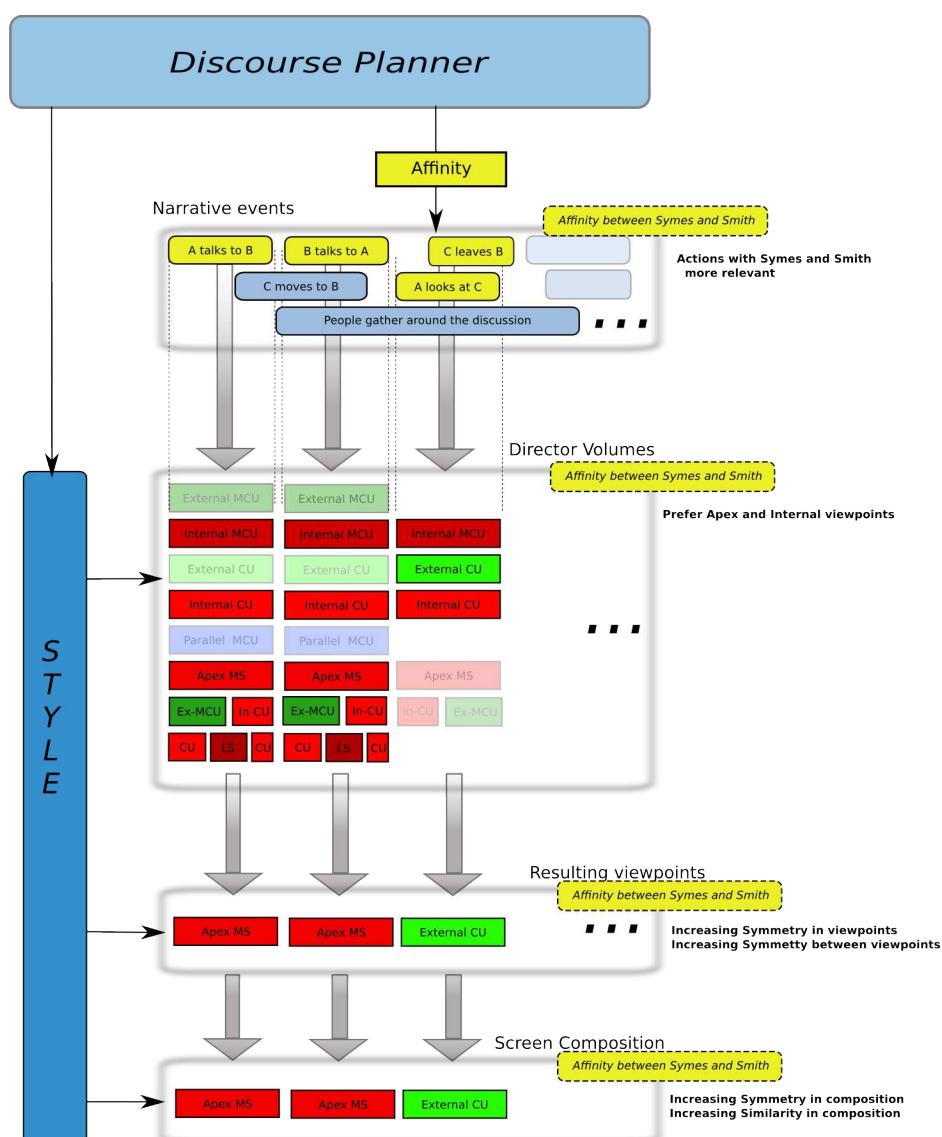 Discourse Planner
Affinity
Narrative events
Affinity between Symes and Smith
A talks to B
B talks to A
C leaves B
Actions with Symes and Smith
more relevant
C moves to B
A looks at C
People gather around the discussion
...
Director Volumes
Affinity between Symes and Smith
Prefer Apex and Internal viewpoints
External MCU
External MCU
Internal MCU
Internal MCU
Internal MCU
External CU
External CU
External CU
Internal CU
Internal CU
Internal CU
Parallel MCU
Parallel MCU
...
Apex MS
Apex MS
Apex MS
Ex-MCU
In-CU
Ex-MCU
In-CU
In-CU
Ex-MCU
CU
LS
CU
CU
LS
CU
STYLE
Resulting viewpoints
Affinity between Symes and Smith
Apex MS
Apex MS
External CU
...
Increasing Symmetry in viewpoints
Increasing Symmetty between viewpoints
Screen Composition
Affinity between Symes and Smith
Apex MS
Apex MS
External CU
Increasing Symmetry in composition
Increasing Similarity in composition